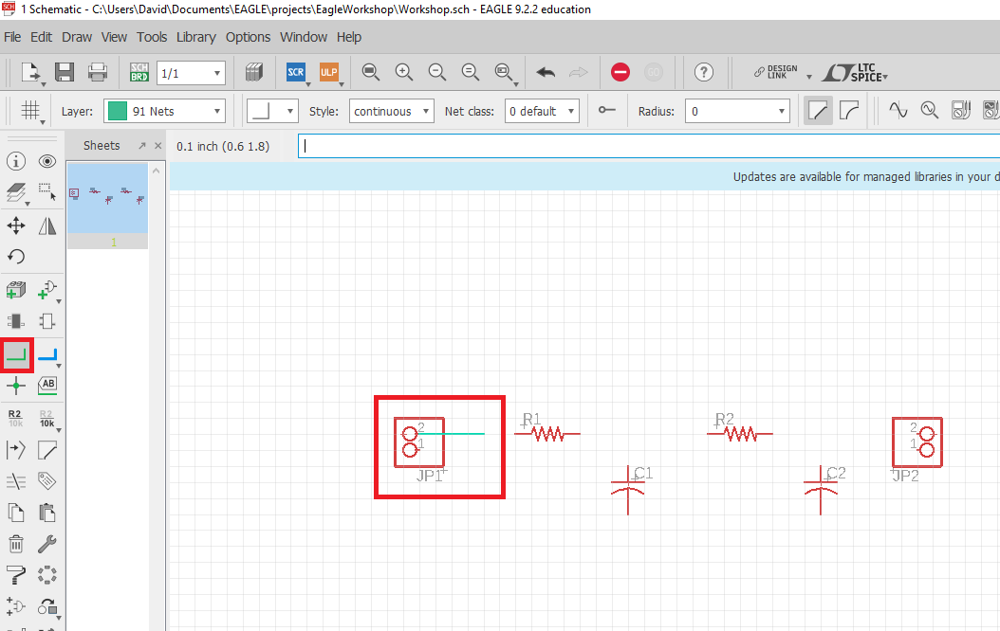 SCH 1 Schematic - C:\Users\David\Documents\EAGLE\projects\EagleWorkshop\Workshop.sch - EAGLE 9.2.2 education
File Edit Draw View Tools Library Options Window Help
SCH BRD 1/1 SCR ULP DESIGN LINK LTC SPICE
Layer: 91 Nets Style: continuous Net class: 0 default Radius: 0
Sheets 0.1 inch (0.6 1.8)
Updates are available for managed libraries in your d
1
AB
R2 10k R2 10k
2
1
JP1
R1
C1
R2
C2
2
1
JP2